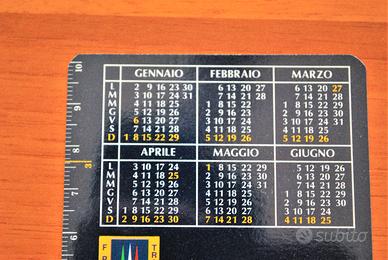 10
9
8
3
7
6
GENNAIO FEBBRAIO MARZO
L 2 9 16 23 30 6 13 20 27 6 13 20 27
M 3 10 17 24 31 7 14 21 28 7 14 21 28
M 4 11 18 25 1 8 15 22 1 8 15 22 29
G 5 12 19 26 2 9 16 23 2 9 16 23 30
V 6 13 20 27 3 10 17 24 3 10 17 24 31
S 7 14 21 28 4 11 18 25 4 11 18 25
D 1 8 15 22 29 5 12 19 26 5 12 19 26
APRILE MAGGIO GIUGNO
L 3 10 17 24 1 8 15 22 29 5 12 19 26
M 4 11 18 25 2 9 16 23 30 6 13 20 27
M 5 12 19 26 3 10 17 24 31 7 14 21 28
G 6 13 20 27 4 11 18 25 1 8 15 22 29
V 7 14 21 28 5 12 19 26 2 9 16 23 30
S 1 8 15 22 29 6 13 20 27 3 10 17 24
D 2 9 16 23 30 7 14 21 28 4 11 18 25
subito